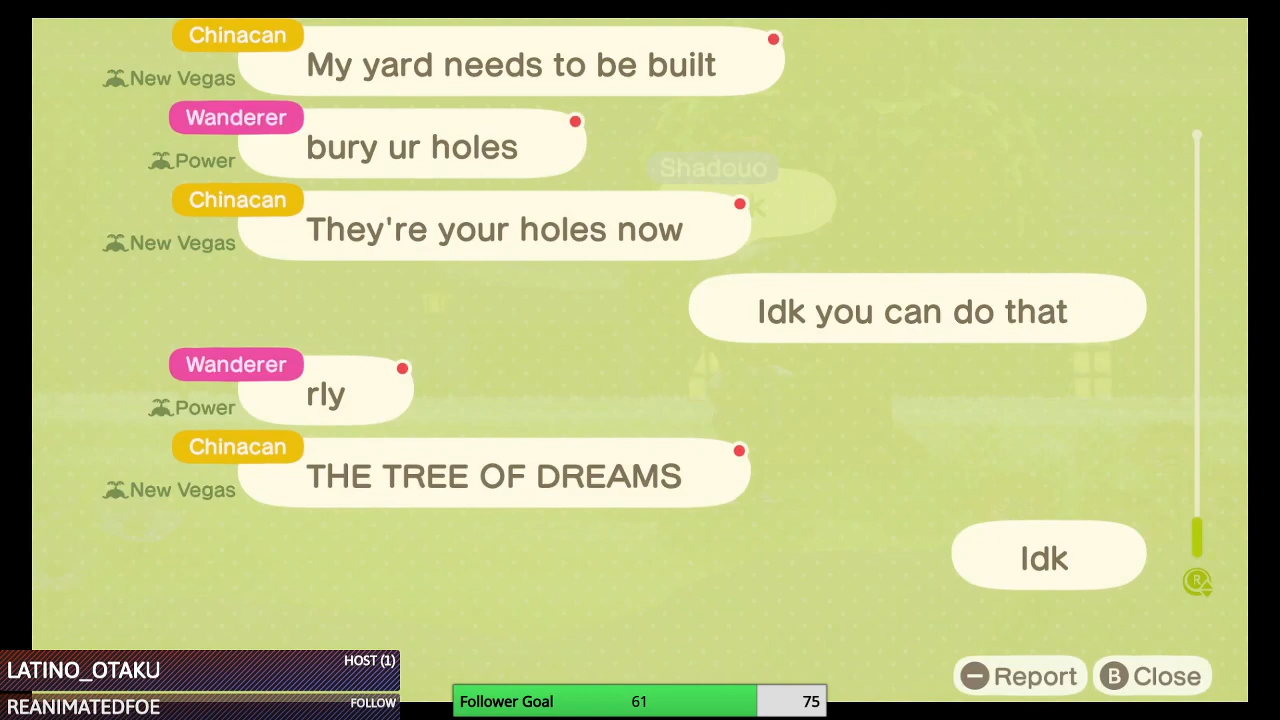 Chinacan
My yard needs to be built
New Vegas
Wanderer
bury ur holes
Power
Shadouo
Chinacan
They're your holes now
New Vegas
Idk you can do that
Wanderer
rly
Power
Chinacan
THE TREE OF DREAMS
New Vegas
Idk
R
Report
B Close
LATINO_OTAKU HOST (1)
REANIMATEDFOE FOLLOW
Follower Goal 61 75